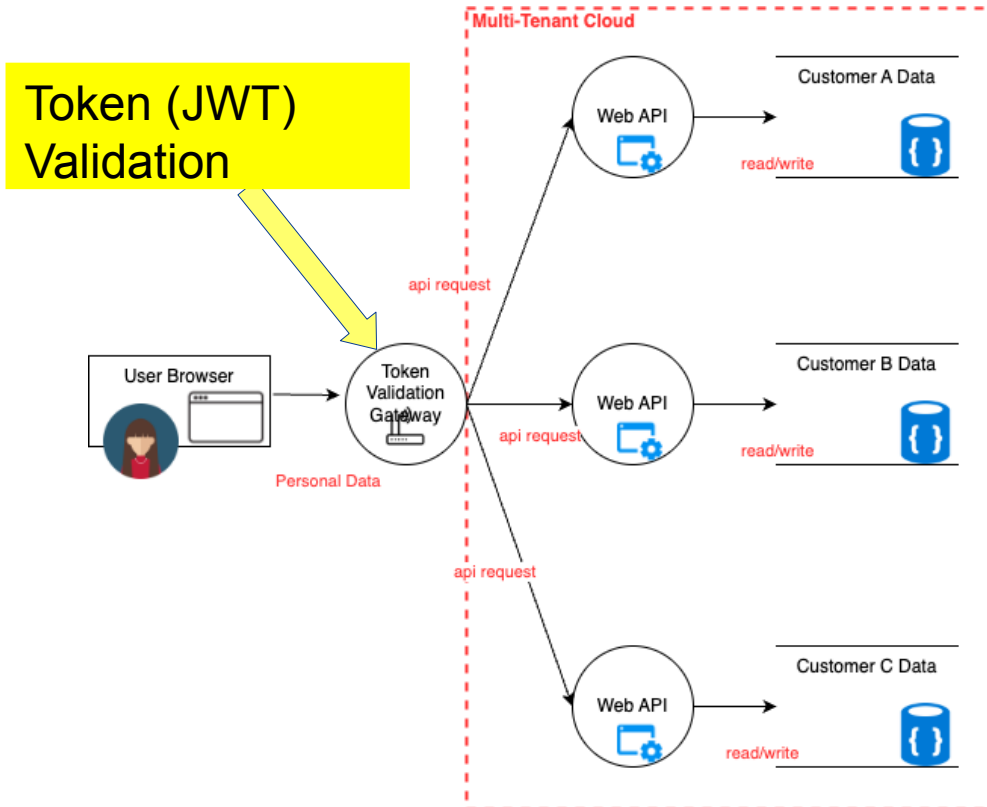 Multi-Tenant Cloud
Token (JWT)
Validation
Web API
Customer A Data
{ }
read/write
api request
User Browser
Token
Validation
Gateway
Personal Data
Web API
Customer B Data
{ }
api request
read/write
api request
Web API
Customer C Data
{ }
read/write